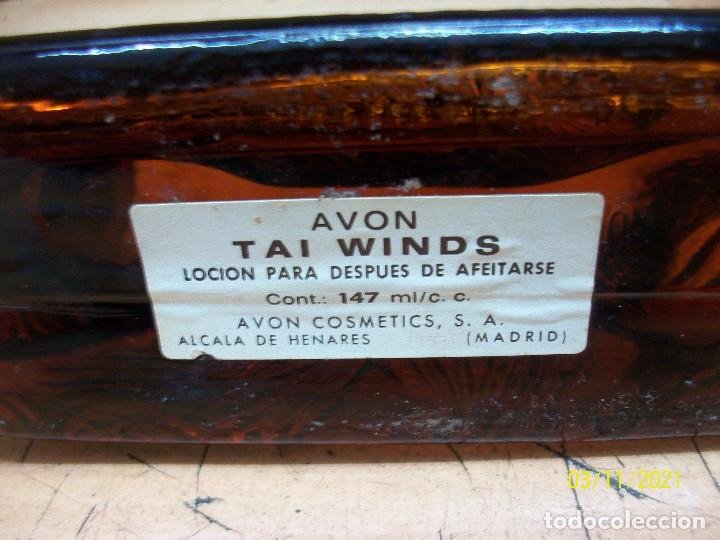 AVON
TAI WINDS
LOCION PARA DESPUES DE AFEITARSE
Cont.: 147 ml/c. c.
AVON COSMETICS, S. A.
ALCALA DE HENARES (MADRID)
03/11/2021
todocoleccion